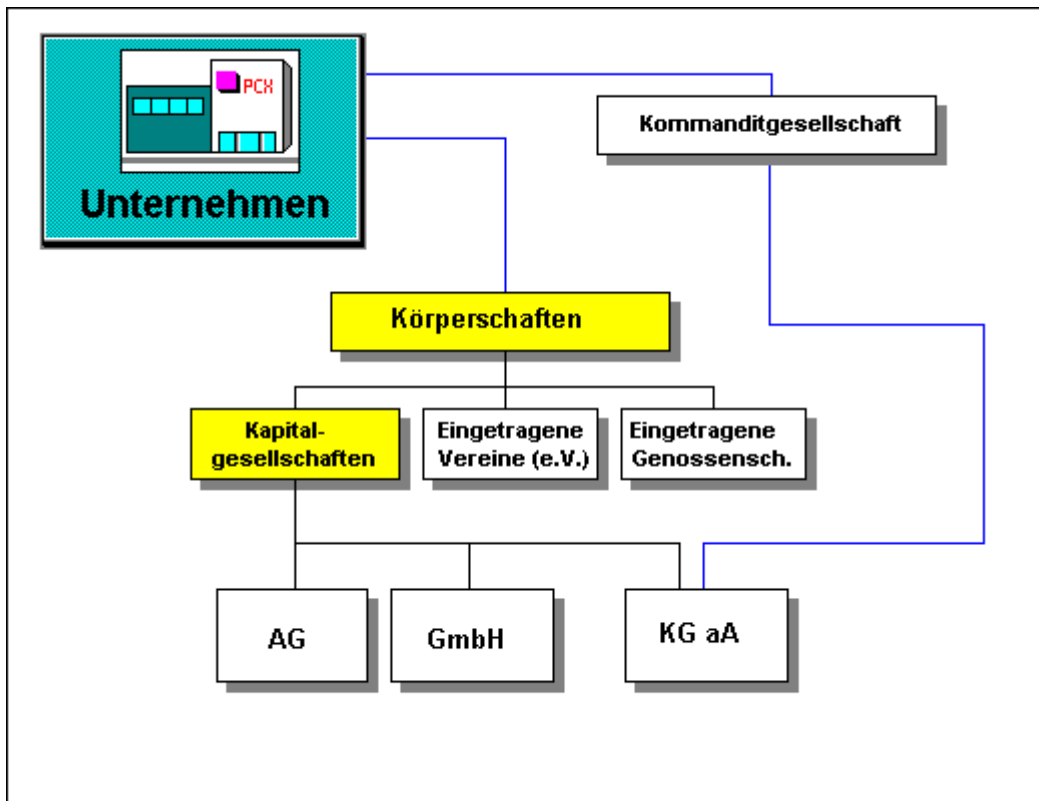 PCX
Unternehmen
Kommanditgesellschaft
Körperschaften
Kapital-
gesellschaften
Eingetragene
Vereine (e.V.)
Eingetragene
Genossensch.
AG
GmbH
KG aA